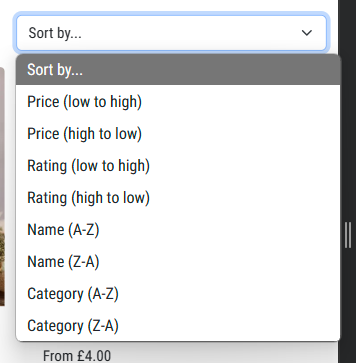 Sort by...
Sort by...
Price (low to high)
Price (high to low)
Rating (low to high)
Rating (high to low)
Name (A-Z)
Name (Z-A)
Category (A-Z)
Category (Z-A)
From £4.00